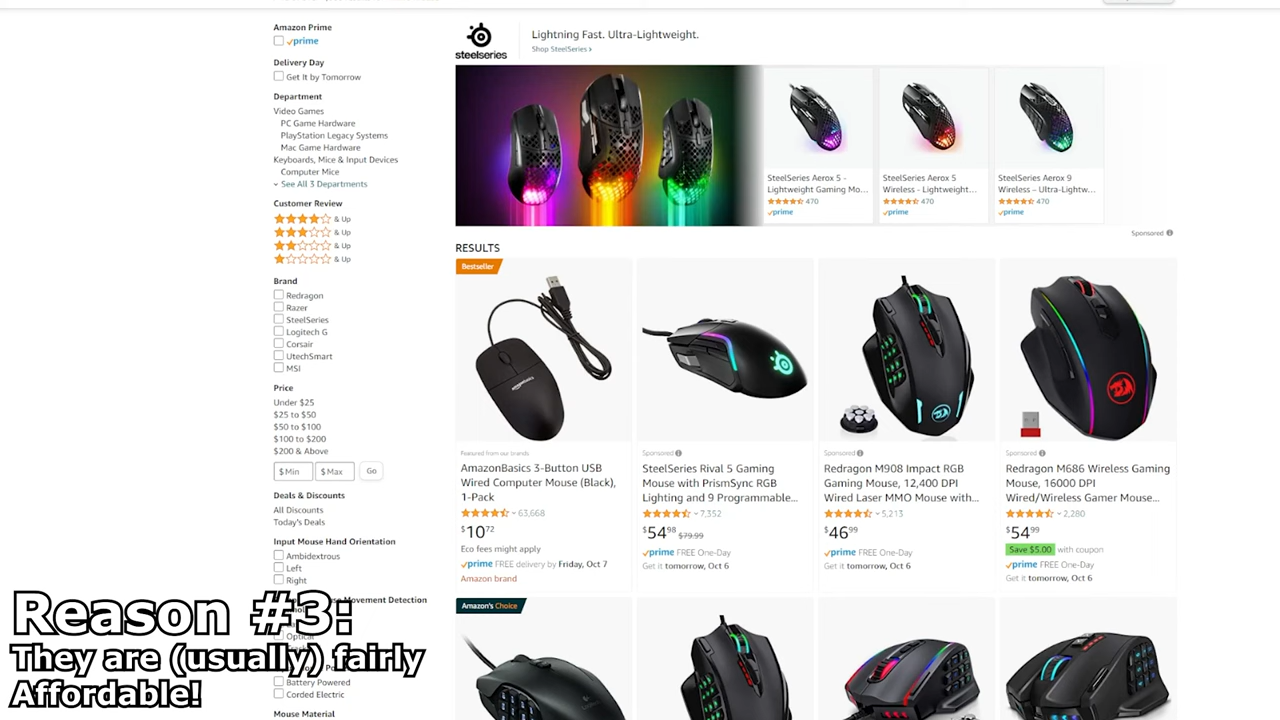 Amazon Prime
prime
Delivery Day
Get It by Tomorrow
Department
Video Games
PC Game Hardware
PlayStation Legacy Systems
Mac Game Hardware
Keyboards, Mice & Input Devices
Computer Mice
See All 3 Departments
Customer Review
& Up
& Up
& Up
& Up
Brand
Redragon
Razer
SteelSeries
Logitech G
Corsair
UtechSmart
MSI
Price
Under $25
$25 to $50
$50 to $100
$100 to $200
$200 & Above
$ Min $ Max Go
Deals & Discounts
All Discounts
Today's Deals
Input Mouse Hand Orientation
Ambidextrous
Left
Right
Movement Detection
Battery Powered
Corded Electric
Mouse Material
Reason #3:
They are (usually) fairly
Affordable!
steelseries
Lightning Fast. Ultra-Lightweight.
Shop SteelSeries ›
SteelSeries Aerox 5 -
Lightweight Gaming Mo...
470
prime
SteelSeries Aerox 5
Wireless - Lightweight...
470
prime
SteelSeries Aerox 9
Wireless – Ultra-Lightw...
470
prime
Sponsored
RESULTS
Bestseller
amazonbasics
Featured from our brands
AmazonBasics 3-Button USB
Wired Computer Mouse (Black),
1-Pack
63,668
$10 72
Eco fees might apply
prime FREE delivery by Friday, Oct 7
Amazon brand
Sponsored
SteelSeries Rival 5 Gaming
Mouse with PrismSync RGB
Lighting and 9 Programmable...
7,352
$54 98 $79.99
prime FREE One-Day
Get it tomorrow, Oct 6
Sponsored
Redragon M908 Impact RGB
Gaming Mouse, 12,400 DPI
Wired Laser MMO Mouse with...
5,213
$46 99
prime FREE One-Day
Get it tomorrow, Oct 6
Sponsored
Redragon M686 Wireless Gaming
Mouse, 16000 DPI
Wired/Wireless Gamer Mouse...
2,280
$54 99
Save $5.00 with coupon
prime FREE One-Day
Get it tomorrow, Oct 6
Amazon's Choice